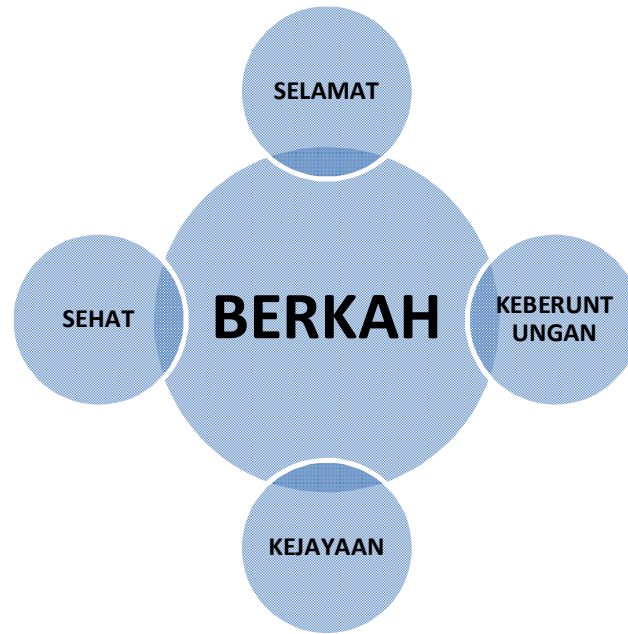 SELAMAT
SEHAT
BERKAH
KEBERUNT
UNGAN
KEJAYAAN